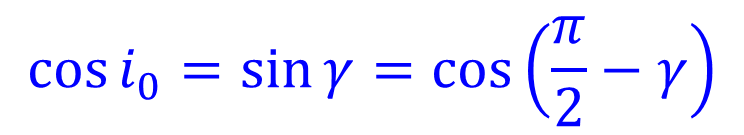 cos i₀ = sin γ = cos (π/2 − γ)